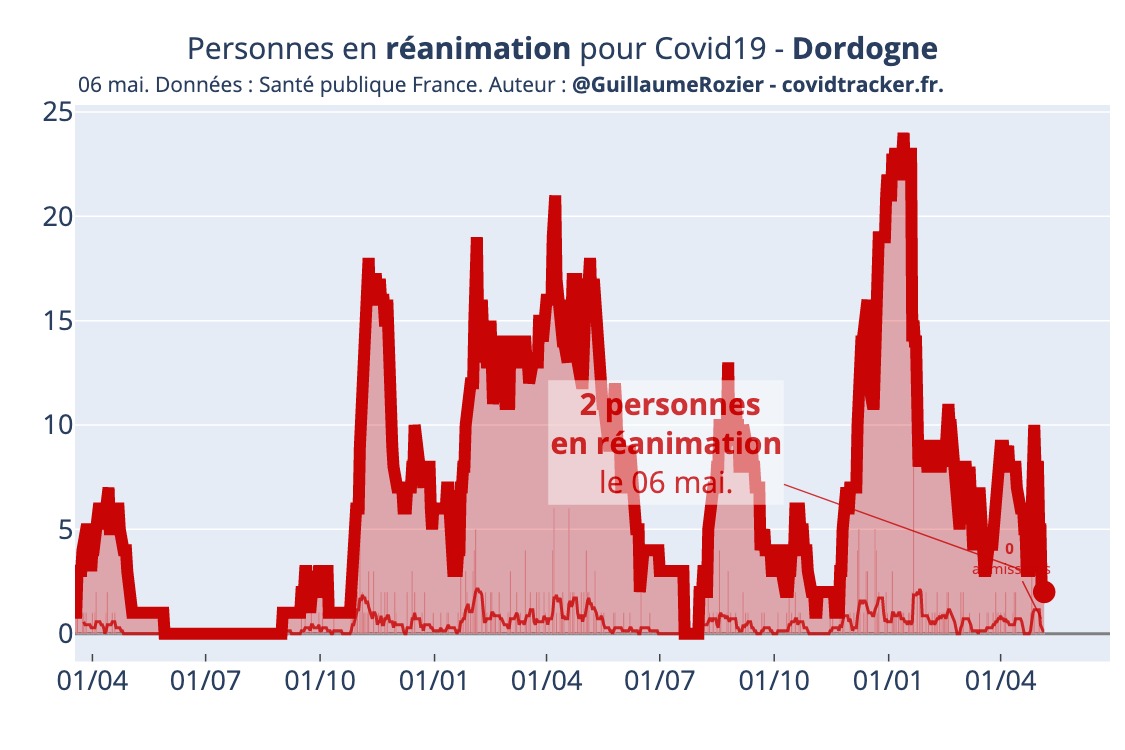 Personnes en réanimation pour Covid19 - Dordogne
06 mai. Données : Santé publique France. Auteur : @GuillaumeRozier - covidtracker.fr.
25
20
15
10
5
0
2 personnes
en réanimation
le 06 mai.
0
01/04 01/07 01/10 01/01 01/04 01/07 01/10 01/01 01/04